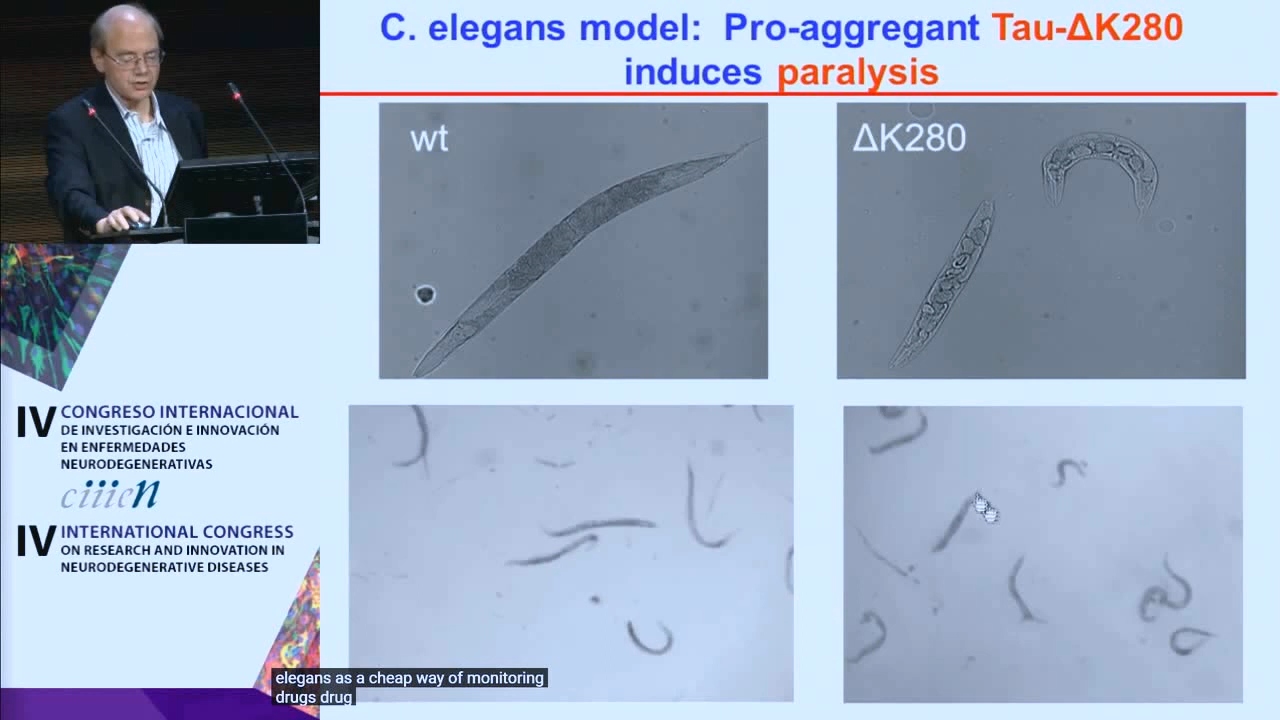 C. elegans model: Pro-aggregant Tau-ΔK280
induces paralysis
wt
ΔK280
IV CONGRESO INTERNACIONAL
DE INVESTIGACIÓN E INNOVACIÓN
EN ENFERMEDADES
NEURODEGENERATIVAS
ciiien
IV INTERNATIONAL CONGRESS
ON RESEARCH AND INNOVATION IN
NEURODEGENERATIVE DISEASES
elegans as a cheap way of monitoring
drugs drug